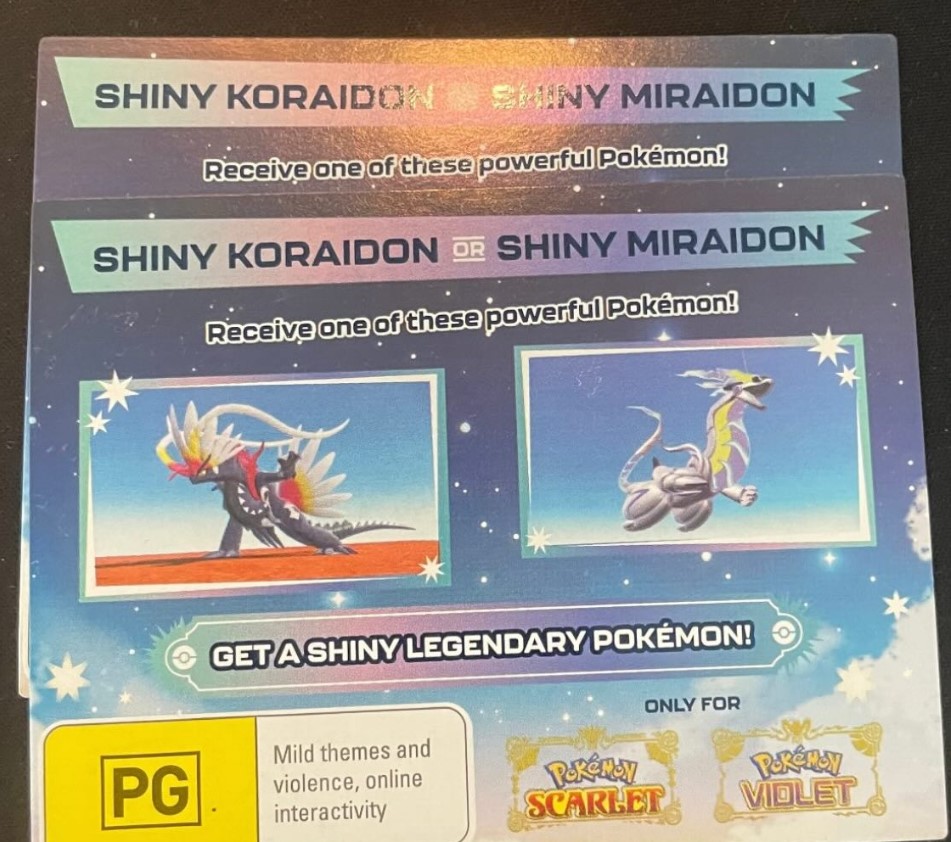 SHINY KORAIDON SHINY MIRAIDON
Receive one of these powerful Pokémon!
SHINY KORAIDON OR SHINY MIRAIDON
Receive one of these powerful Pokémon!
GET A SHINY LEGENDARY POKÉMON!
ONLY FOR
POKÉMON SCARLET
POKÉMON VIOLET
PG
Mild themes and
violence, online
interactivity